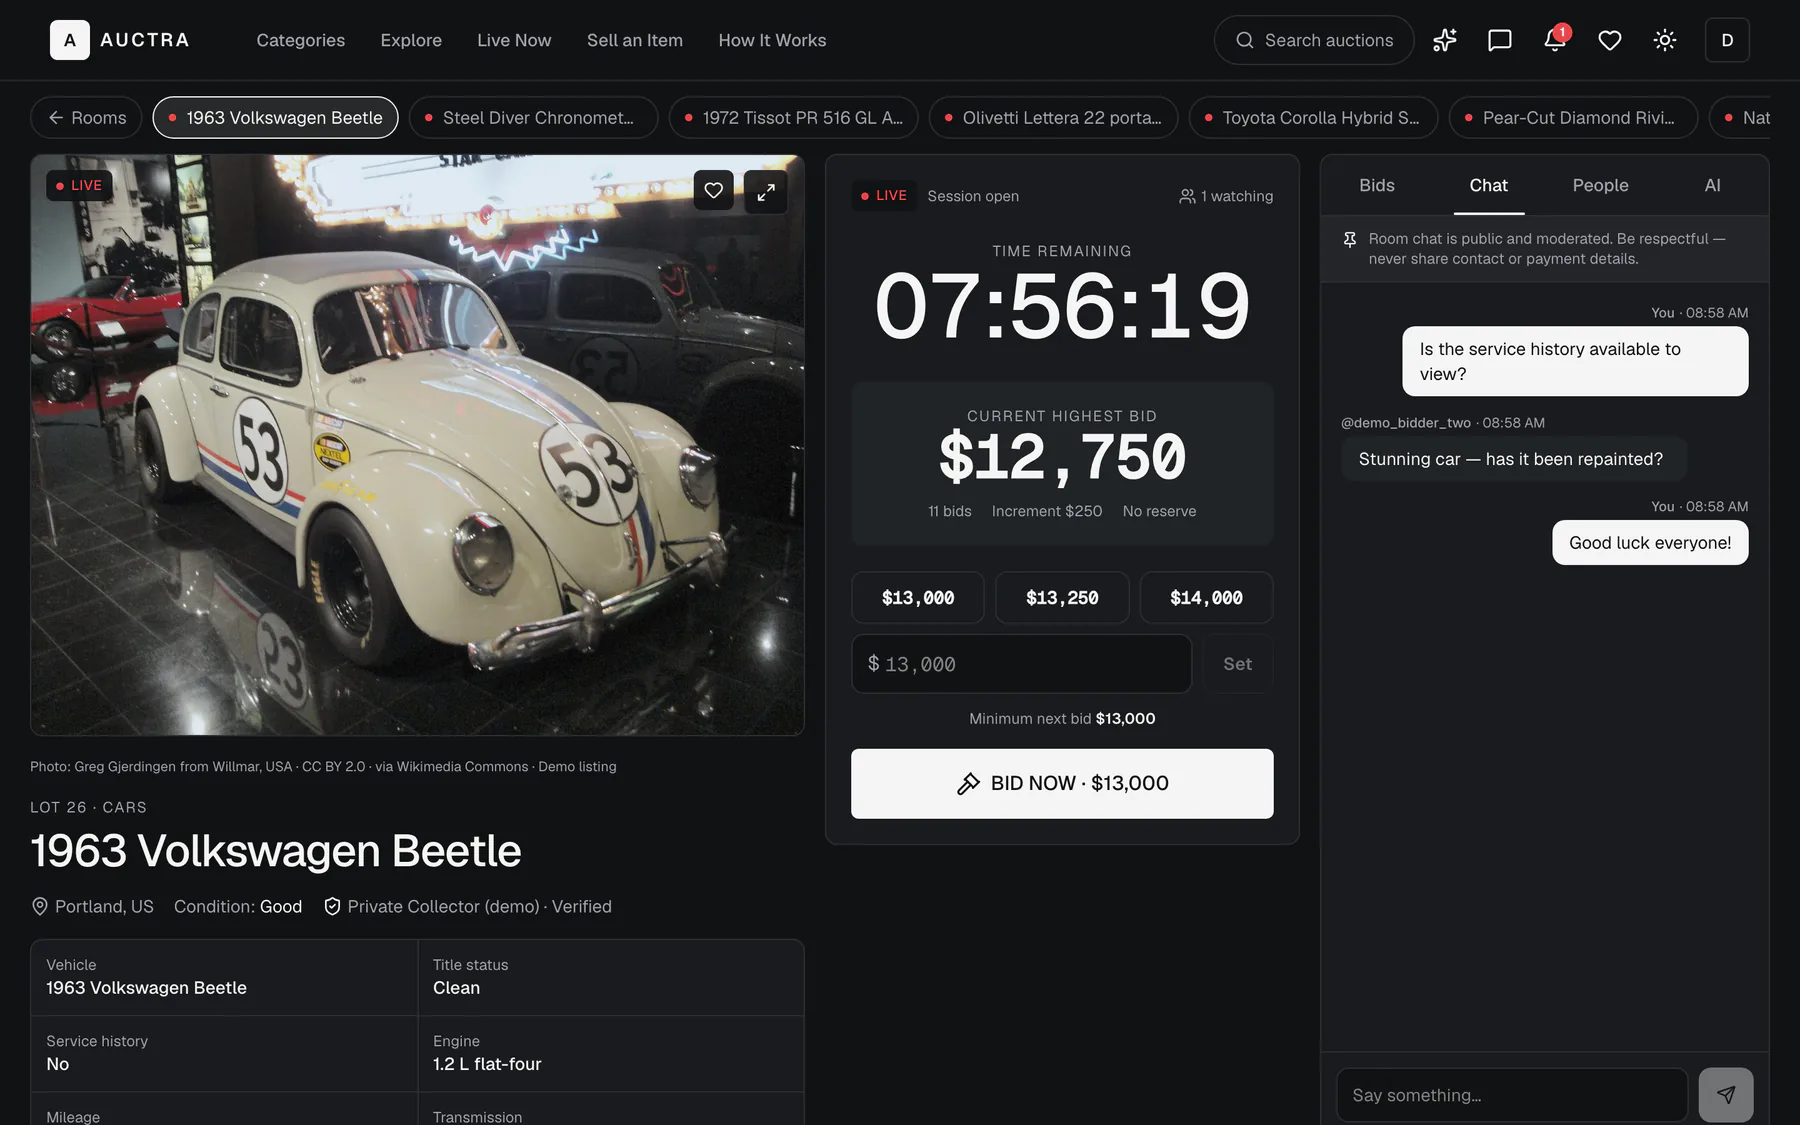 A AUCTRA
Categories
Explore
Live Now
Sell an Item
How It Works
Search auctions
1
D
← Rooms
1963 Volkswagen Beetle
Steel Diver Chronomet...
1972 Tissot PR 516 GL A...
Olivetti Lettera 22 porta...
Toyota Corolla Hybrid S...
Pear-Cut Diamond Rivi...
Nat
LIVE
53
53
NEXTEL
EAGLE
Photo: Greg Gjerdingen from Willmar, USA · CC BY 2.0 · via Wikimedia Commons · Demo listing
LOT 26 · CARS
1963 Volkswagen Beetle
Portland, US
Condition: Good
Private Collector (demo) · Verified
Vehicle
1963 Volkswagen Beetle
Title status
Clean
Service history
No
Engine
1.2 L flat-four
Mileage
Transmission
LIVE
Session open
1 watching
TIME REMAINING
07:56:19
CURRENT HIGHEST BID
$12,750
11 bids
Increment $250
No reserve
$13,000
$13,250
$14,000
$ 13,000
Set
Minimum next bid $13,000
BID NOW · $13,000
Bids
Chat
People
AI
Room chat is public and moderated. Be respectful —
never share contact or payment details.
You · 08:58 AM
Is the service history available to
view?
@demo_bidder_two · 08:58 AM
Stunning car — has it been repainted?
You · 08:58 AM
Good luck everyone!
Say something...